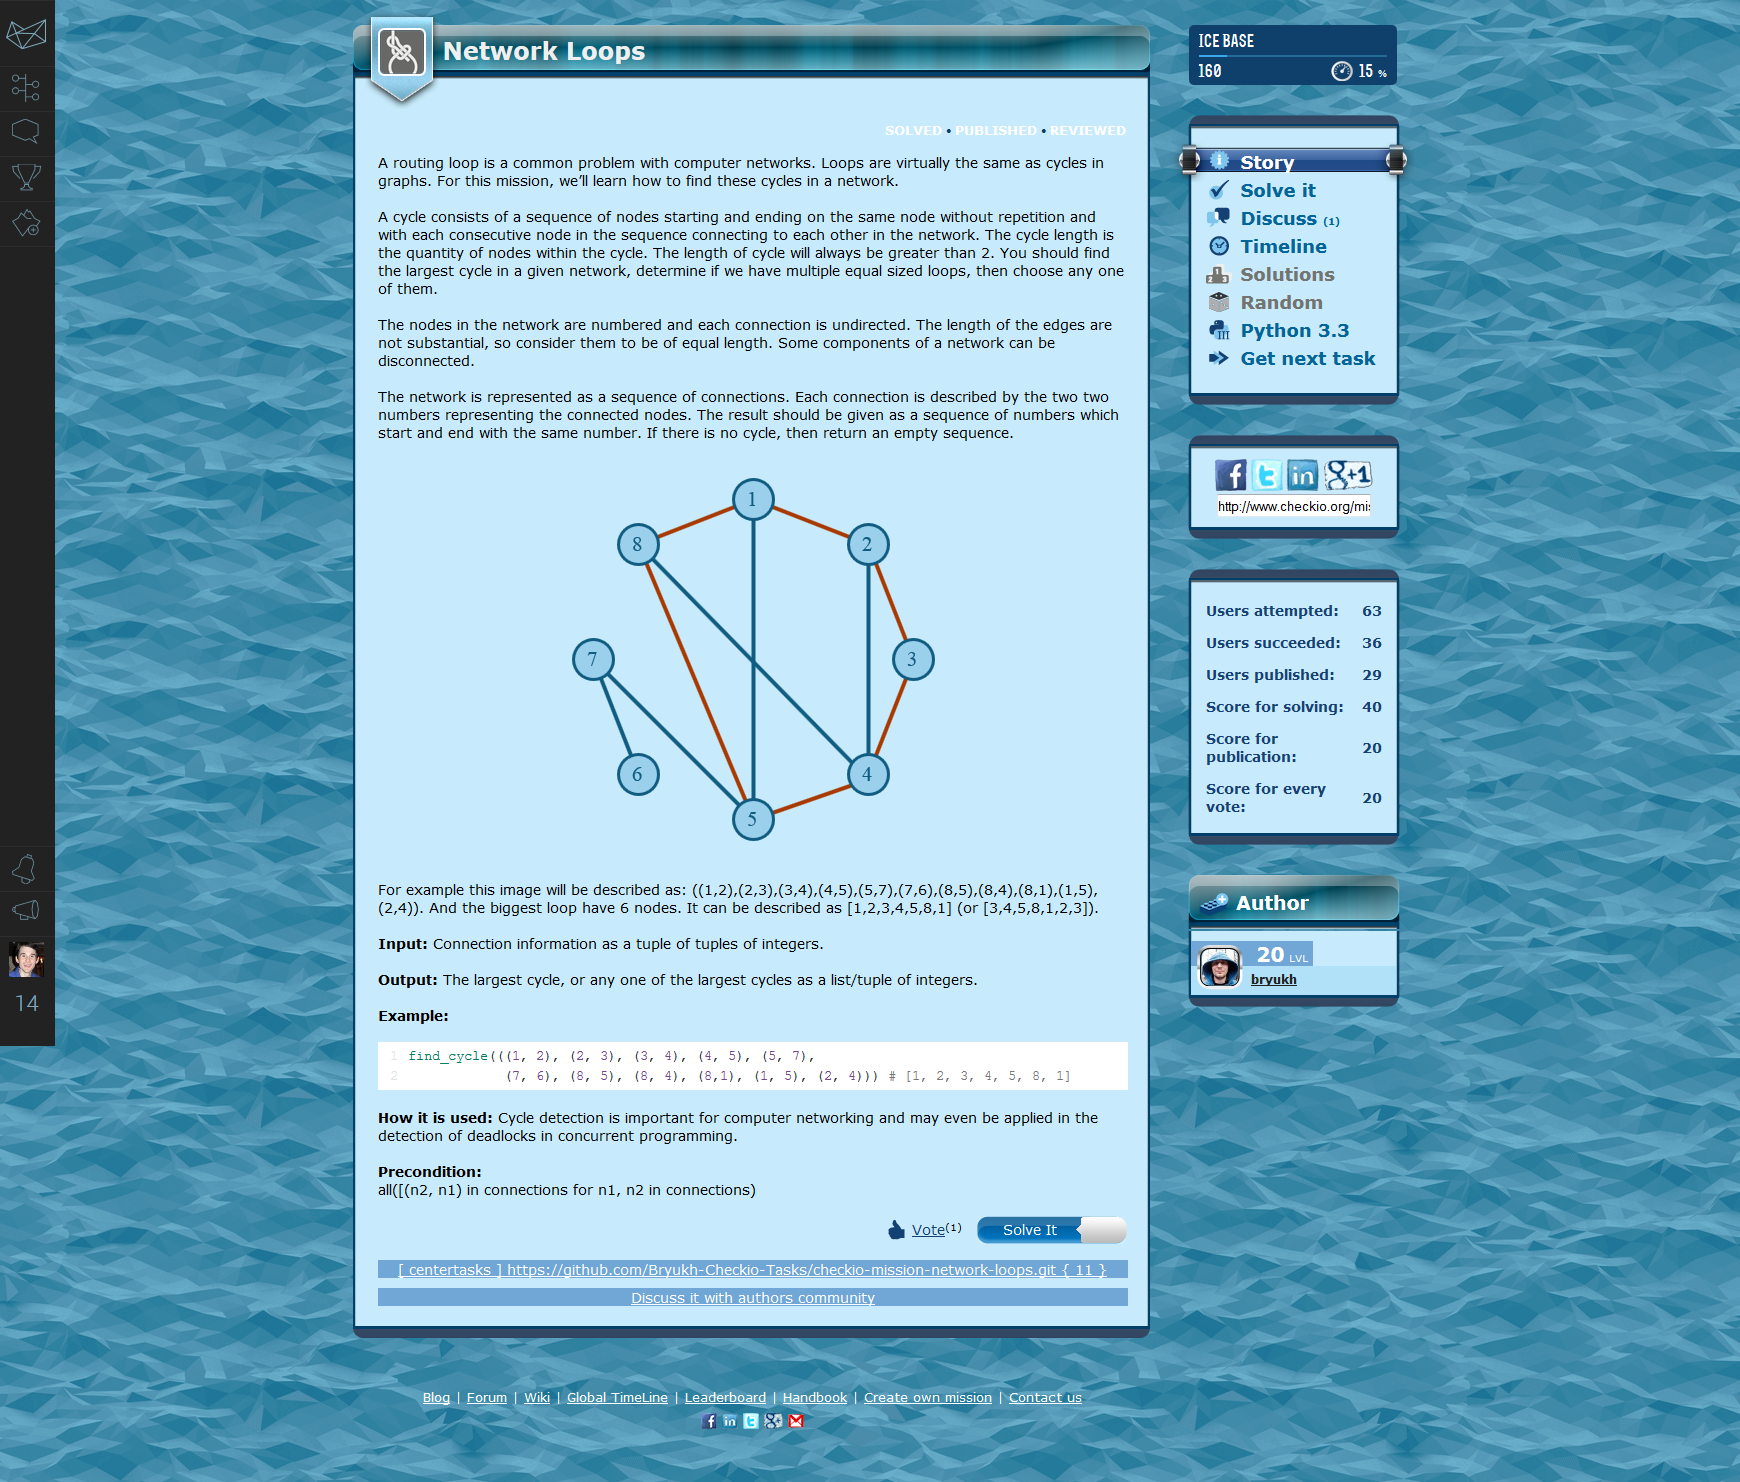 Network Loops
SOLVED • PUBLISHED • REVIEWED
A routing loop is a common problem with computer networks. Loops are virtually the same as cycles in
graphs. For this mission, we'll learn how to find these cycles in a network.
A cycle consists of a sequence of nodes starting and ending on the same node without repetition and
with each consecutive node in the sequence connecting to each other in the network. The cycle length is
the quantity of nodes within the cycle. The length of cycle will always be greater than 2. You should find
the largest cycle in a given network, determine if we have multiple equal sized loops, then choose any one
of them.
The nodes in the network are numbered and each connection is undirected. The length of the edges are
not substantial, so consider them to be of equal length. Some components of a network can be
disconnected.
The network is represented as a sequence of connections. Each connection is described by the two two
numbers representing the connected nodes. The result should be given as a sequence of numbers which
start and end with the same number. If there is no cycle, then return an empty sequence.
1
8
2
7
3
6
4
5
For example this image will be described as: ((1,2),(2,3),(3,4),(4,5),(5,7),(7,6),(8,5),(8,4),(8,1),(1,5),
(2,4)). And the biggest loop have 6 nodes. It can be described as [1,2,3,4,5,8,1] (or [3,4,5,8,1,2,3]).
Input: Connection information as a tuple of tuples of integers.
Output: The largest cycle, or any one of the largest cycles as a list/tuple of integers.
Example:
1 find_cycle(((1, 2), (2, 3), (3, 4), (4, 5), (5, 7),
2 (7, 6), (8, 5), (8, 4), (8,1), (1, 5), (2, 4))) # [1, 2, 3, 4, 5, 8, 1]
How it is used: Cycle detection is important for computer networking and may even be applied in the
detection of deadlocks in concurrent programming.
Precondition:
all([(n2, n1) in connections for n1, n2 in connections)
Vote(1) Solve It
[ centertasks ] https://github.com/Bryukh-Checkio-Tasks/checkio-mission-network-loops.git { 11 }
Discuss it with authors community
Blog | Forum | Wiki | Global TimeLine | Leaderboard | Handbook | Create own mission | Contact us
ICE BASE
160 15 %
Story
Solve it
Discuss (1)
Timeline
Solutions
Random
Python 3.3
Get next task
f t in g+1
http://www.checkio.org/mis
Users attempted: 63
Users succeeded: 36
Users published: 29
Score for solving: 40
Score for
publication: 20
Score for every
vote: 20
Author
20 LVL
bryukh
14